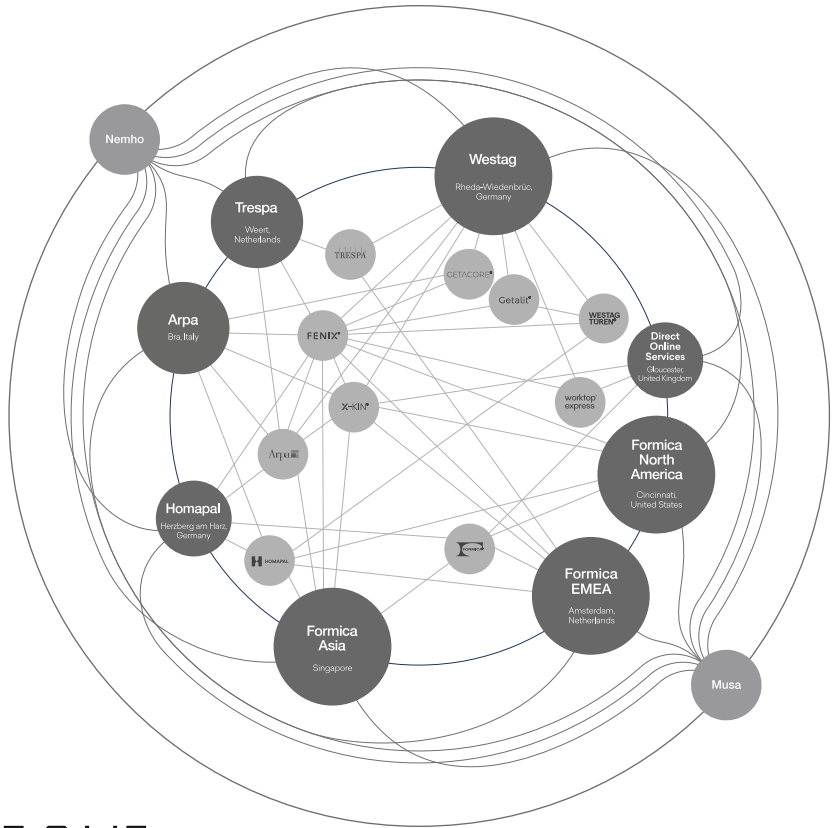 Nemho
Westag
Rheda-Wiedenbrüc,
Germany
Trespa
Weert,
Netherlands
TRESPA
GETACORE®
Getalit®
WESTAG
TÜREN®
Arpa
Bra, Italy
FENIX®
Direct
Online
Services
Gloucester,
United Kingdom
X-KIN®
worktop
express
Arpa
Formica
North
America
Cincinnati,
United States
Homapal
Herzberg am Harz,
Germany
HOMAPAL
FORMICA®
Formica
EMEA
Amsterdam,
Netherlands
Formica
Asia
Singapore
Musa